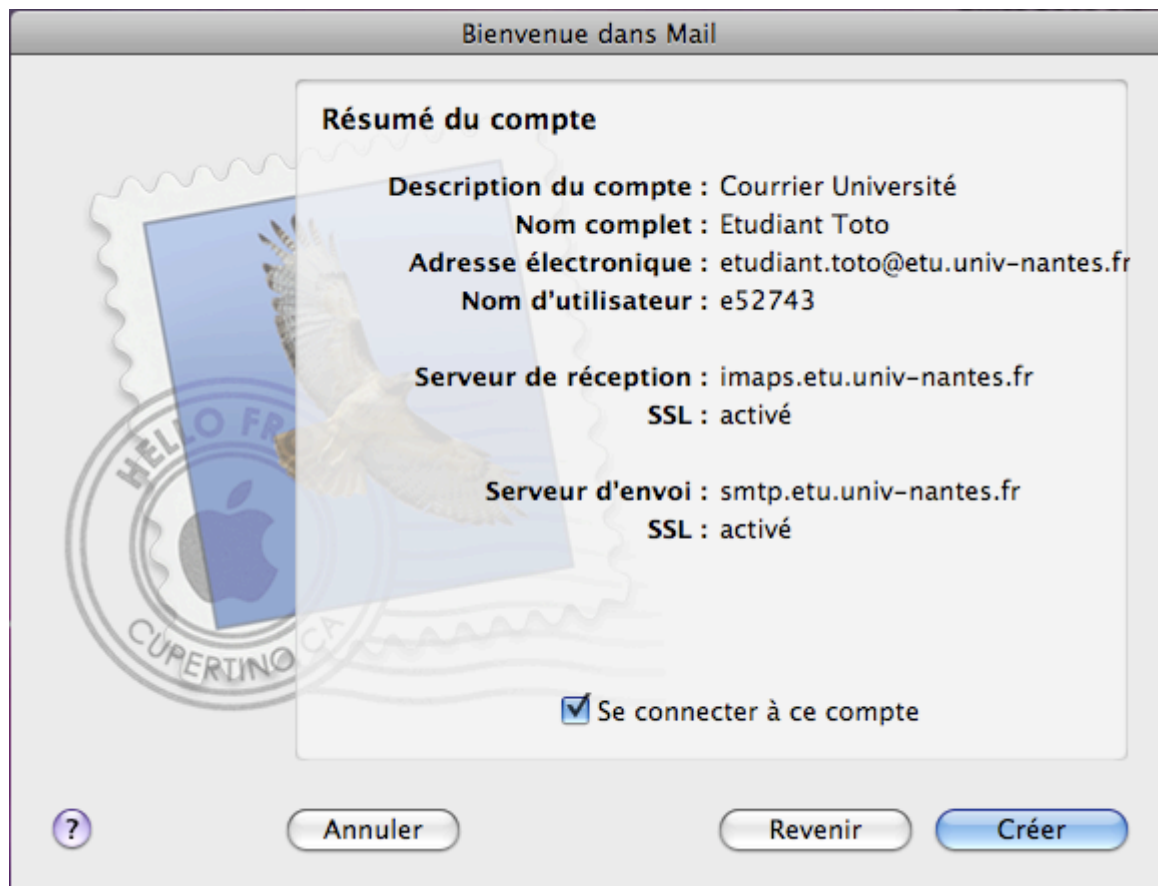 Bienvenue dans Mail
Résumé du compte
Description du compte : Courrier Université
Nom complet : Etudiant Toto
Adresse électronique : etudiant.toto@etu.univ-nantes.fr
Nom d'utilisateur : e52743
Serveur de réception : imaps.etu.univ-nantes.fr
SSL : activé
Serveur d'envoi : smtp.etu.univ-nantes.fr
SSL : activé
HELLO FR
CUPERTINO CA
Se connecter à ce compte
?
Annuler
Revenir
Créer